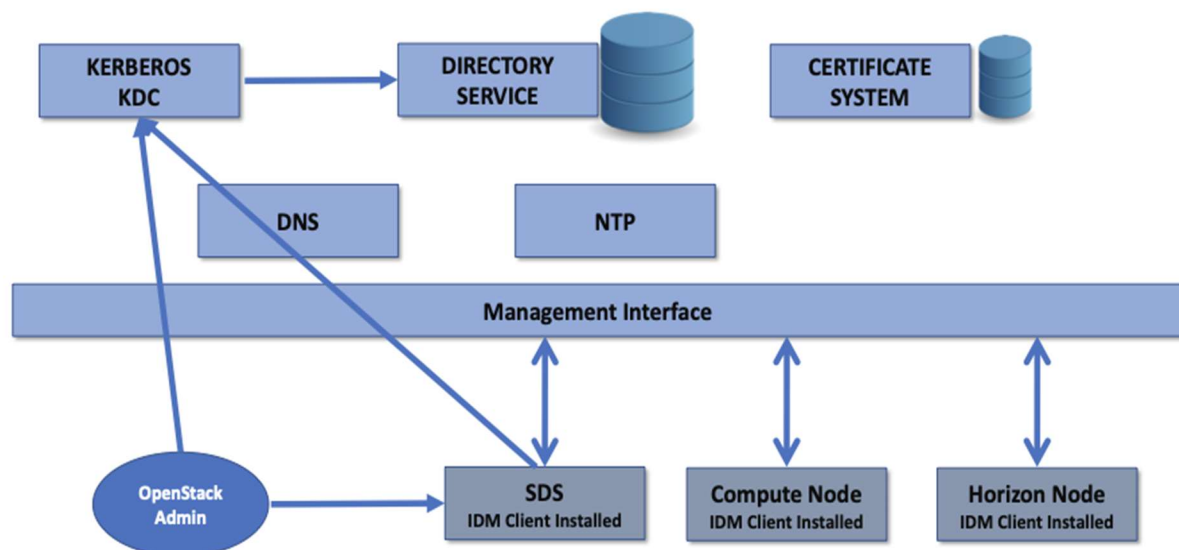 KERBEROS
KDC
DIRECTORY
SERVICE
CERTIFICATE
SYSTEM
DNS
NTP
Management Interface
OpenStack
Admin
SDS
IDM Client Installed
Compute Node
IDM Client Installed
Horizon Node
IDM Client Installed